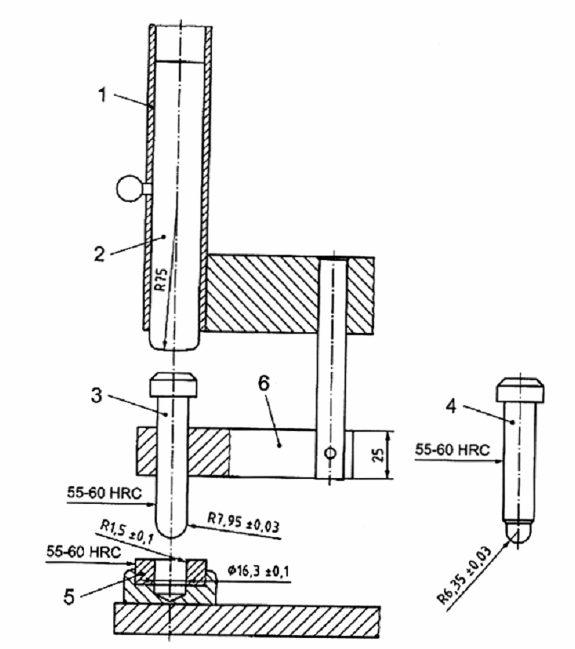 1
2
R75
3
6
4
25
55-60 HRC
55-60 HRC
R7,95 ±0,03
R1,5 ±0,1
55-60 HRC
Ø16,3 ±0,1
5
R6,35 ±0,03